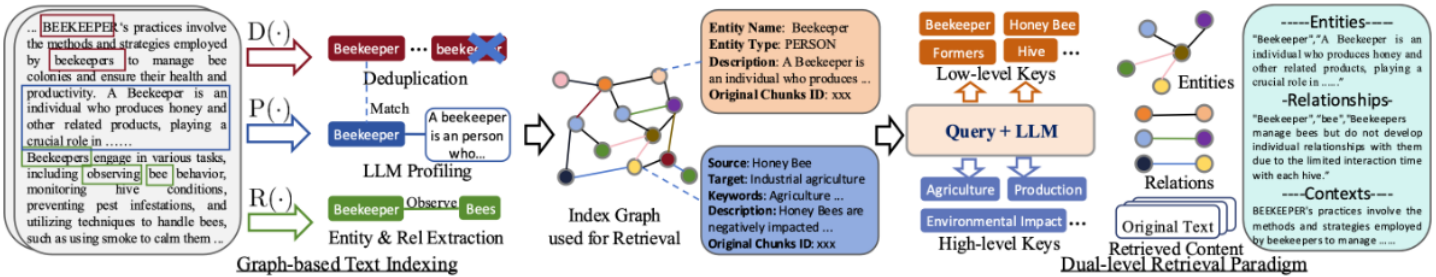 ... BEEKEEPER's practices involve
the methods and strategies employed
by beekeepers to manage bee
colonies and ensure their health and
productivity. A Beekeeper is an
individual who produces honey and
other related products, playing a
crucial role in ……
Beekeepers engage in various tasks,
including observing bee behavior,
monitoring hive conditions,
preventing pest infestations, and
utilizing techniques to handle bees,
such as using smoke to calm them ...
D(·)
P(·)
R(·)
Beekeeper ... beekeeper
Deduplication
Match
Beekeeper
A beekeeper
is an person
who...
LLM Profiling
Beekeeper Observe Bees
Entity & Rel Extraction
Graph-based Text Indexing
Index Graph
used for Retrieval
Entity Name: Beekeeper
Entity Type: PERSON
Description: A Beekeeper is
an individual who produces ...
Original Chunks ID: xxx
Source: Honey Bee
Target: Industrial agriculture
Keywords: Agriculture ...
Description: Honey Bees are
negatively impacted ...
Original Chunks ID: xxx
Beekeeper Honey Bee
Formers Hive ...
Low-level Keys
Query + LLM
Agriculture Production
Environmental Impact ...
High-level Keys
Entities
Relations
Original Text
Retrieved Content
Dual-level Retrieval Paradigm
-----Entities-----
"Beekeeper","A Beekeeper is an
individual who produces honey and
other related products, playing a
crucial role in ……"
-Relationships-
"Beekeeper","bee","Beekeepers
manage bees but do not develop
individual relationships with them
due to the limited interaction time
with each hive."
----Contexts----
BEEKEEPER's practices involve the
methods and strategies employed
by beekeepers to manage ……